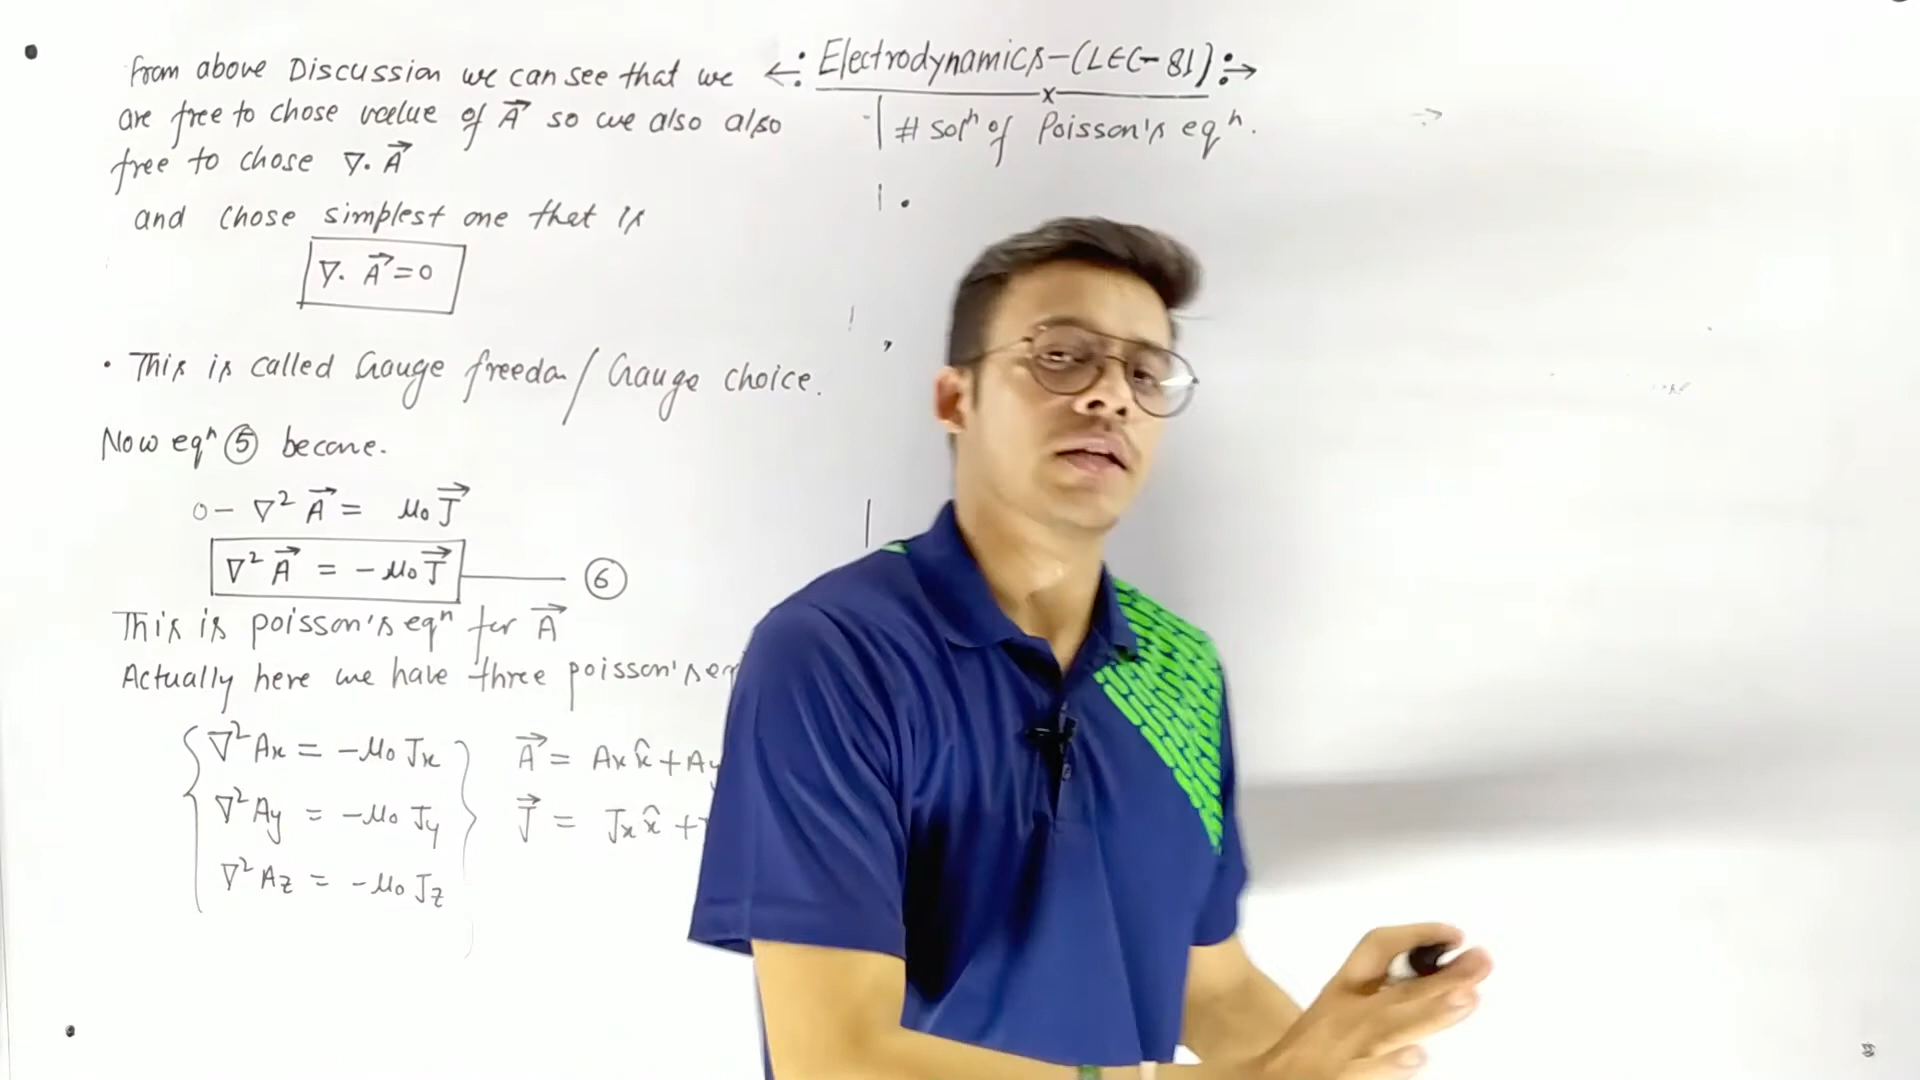 from above Discussion we can see that we
are free to chose vaelue of A⃗ so we also also
free to chose ∇. A⃗
and chose simplest one that is
∇. A⃗ = 0
• This is called Gauge freedom / Gauge choice.
Now eqⁿ ⑤ become.
0 - ∇² A⃗ = μ₀ J⃗
∇² A⃗ = - μ₀ J⃗ — ⑥
This is poisson's eqⁿ for A⃗
Actually here we have three poisson's eq
∇² Ax = - μ₀ Jx
∇² Ay = - μ₀ Jy
∇² Az = - μ₀ Jz
A⃗ = Ax x̂ + Ay
J⃗ = Jx x̂ +
←: Electrodynamics-(LEC-81) :→
# solⁿ of Poisson's eqⁿ.